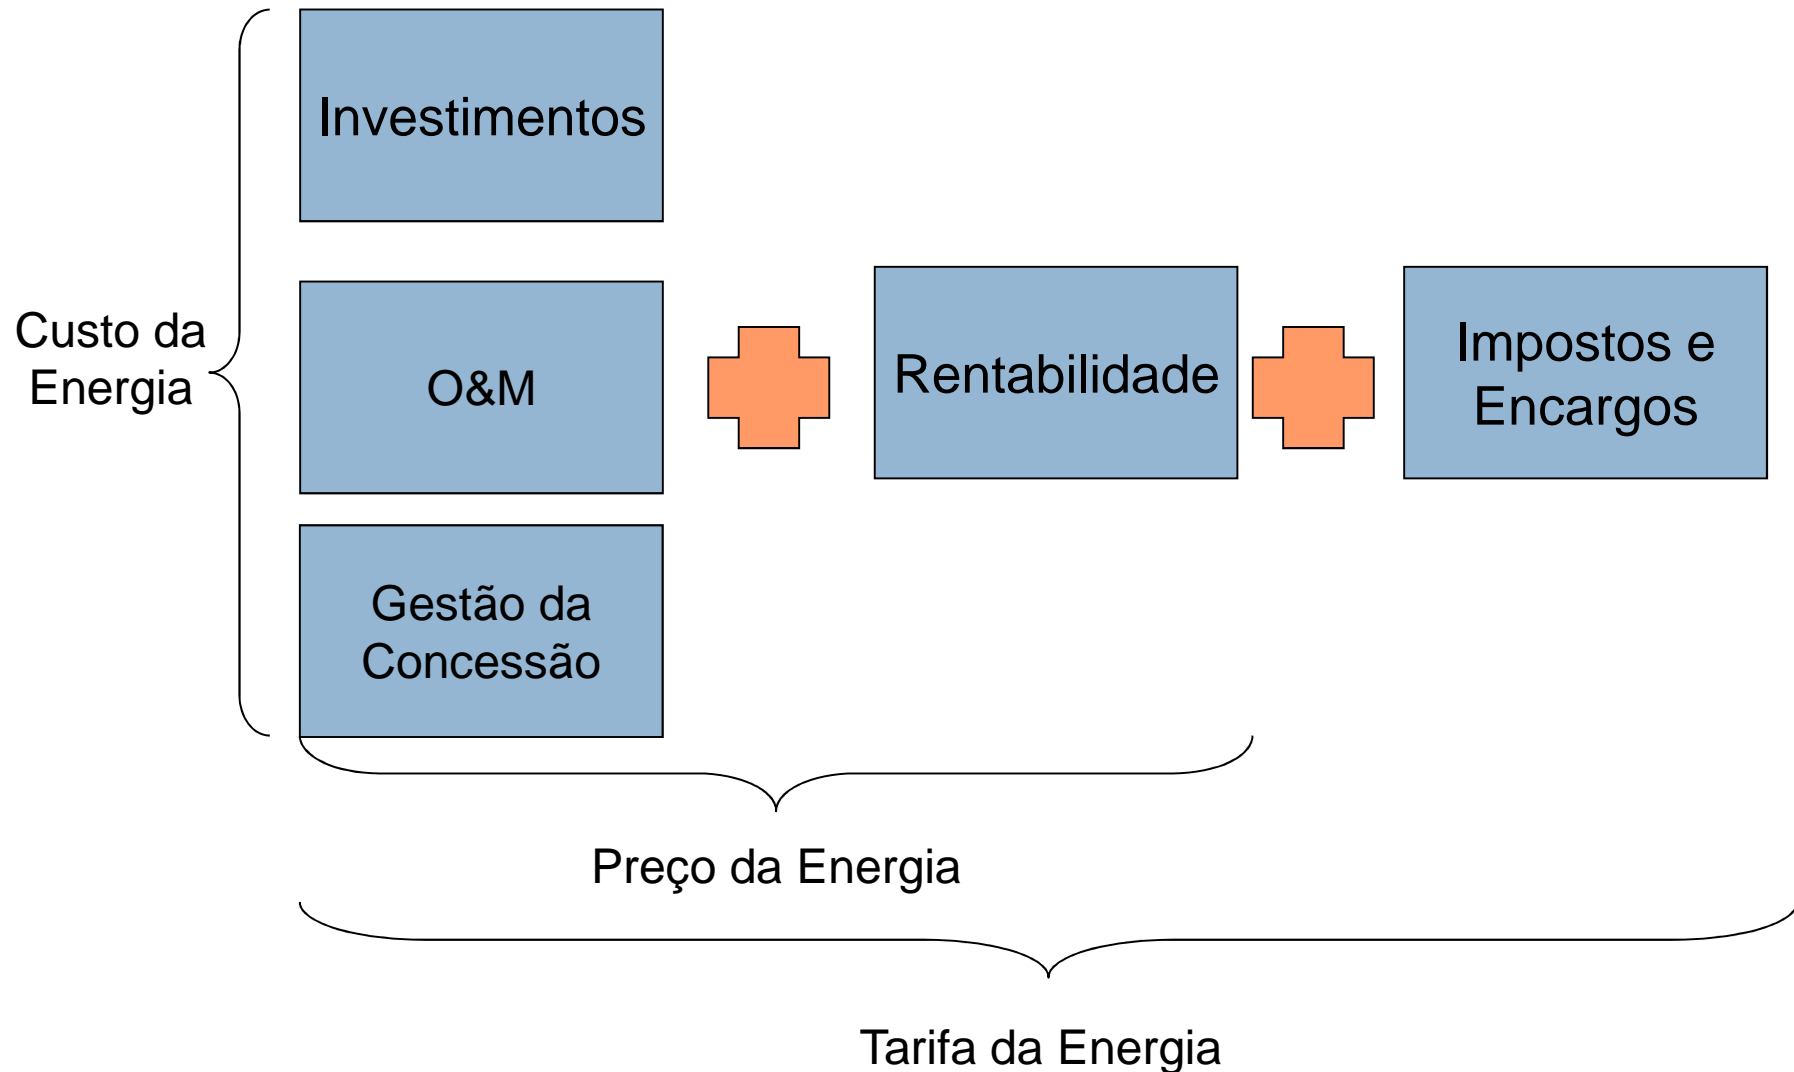 Investimentos
Custo da
Energia
O&M
Rentabilidade
Impostos e
Encargos
Gestão da
Concessão
Preço da Energia
Tarifa da Energia